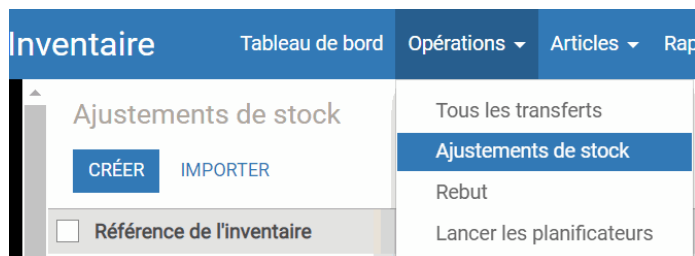 Inventaire Tableau de bord Opérations Articles
Ajustements de stock
CRÉER IMPORTER
Référence de l'inventaire
Tous les transferts
Ajustements de stock
Rebut
Lancer les planificateurs